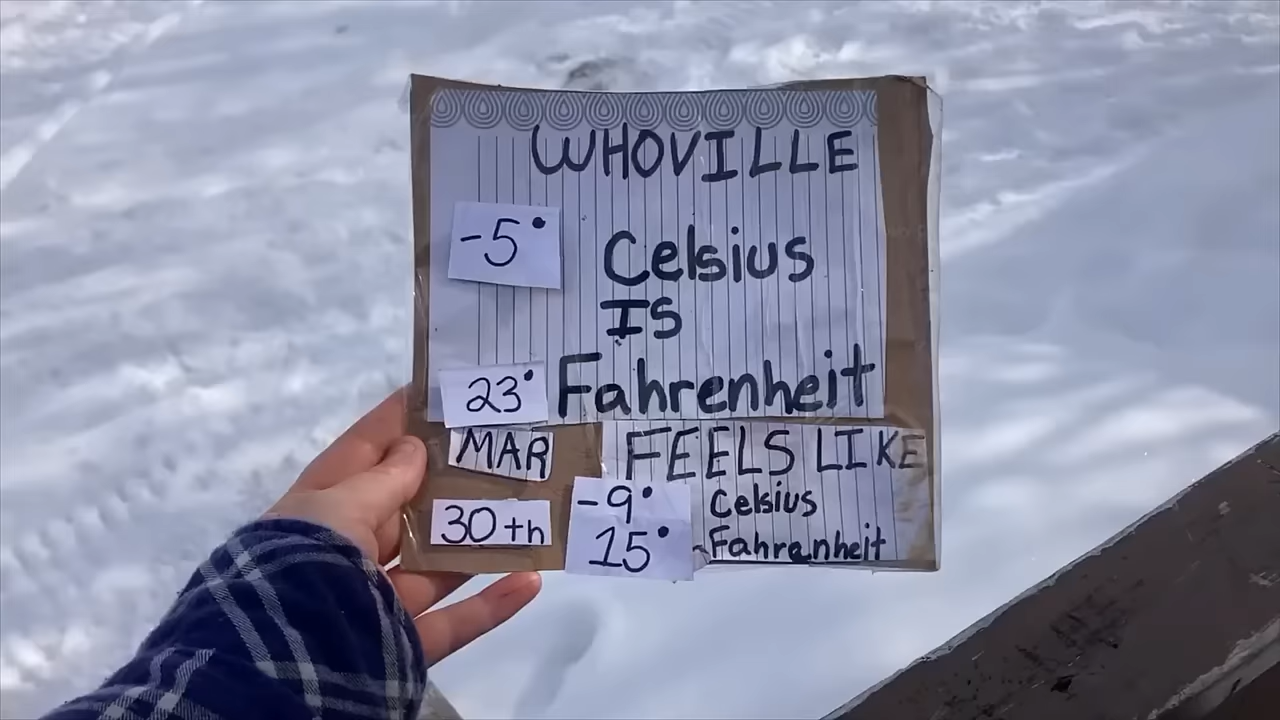 WHOVILLE
-5° Celsius
IS
23° Fahrenheit
MAR
30th
FEELS LIKE
-9° Celsius
15° Fahrenheit